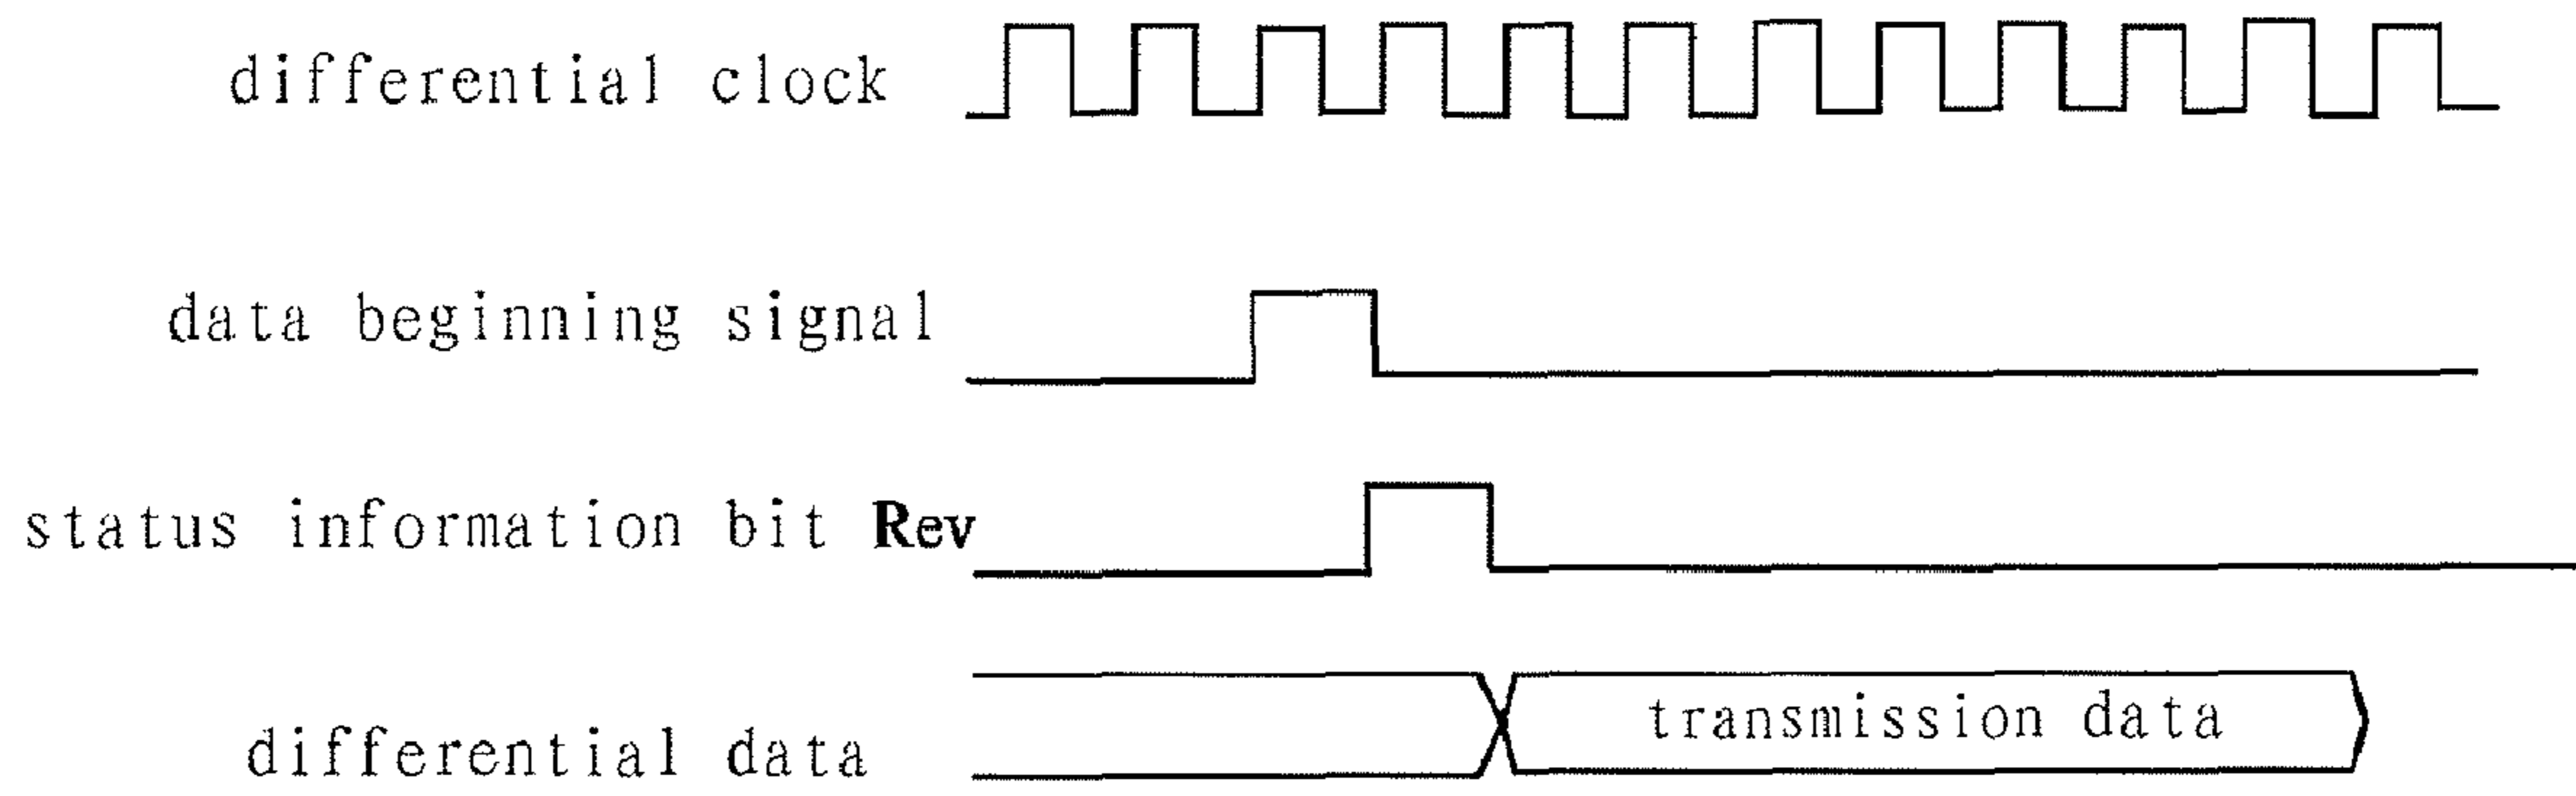 differential clock
data beginning signal
status information bit Rev
transmission data
differential data